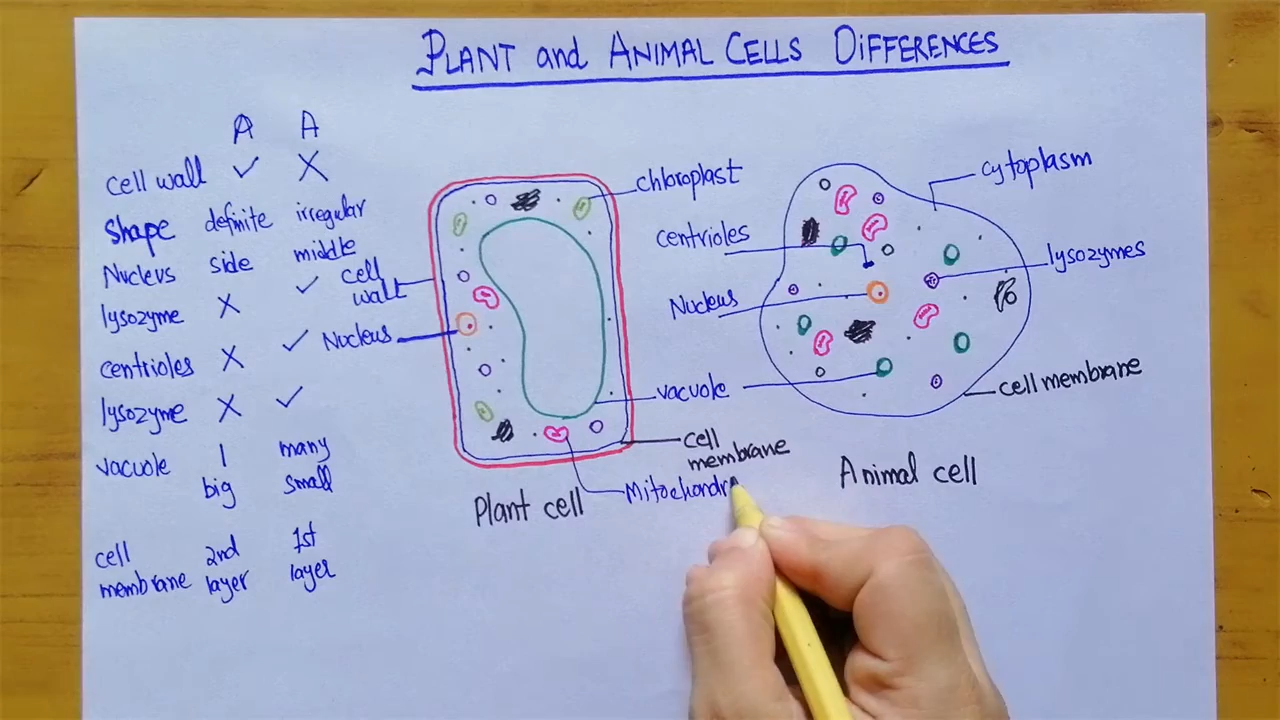 PLANT and ANIMAL CELLS DIFFERENCES
A A
cell wall ✓ X
shape definite irregular
Nucleus side middle
lysozyme X ✓
centrioles X ✓
lysozyme X ✓
vacuole 1 many
big small
cell 2nd 1st
membrane layer layer
cell
wall
Nucleus
chloroplast
centrioles
Nucleus
vacuole
cell
membrane
Mitochondr
Plant cell
cytoplasm
lysozymes
cell membrane
Animal cell